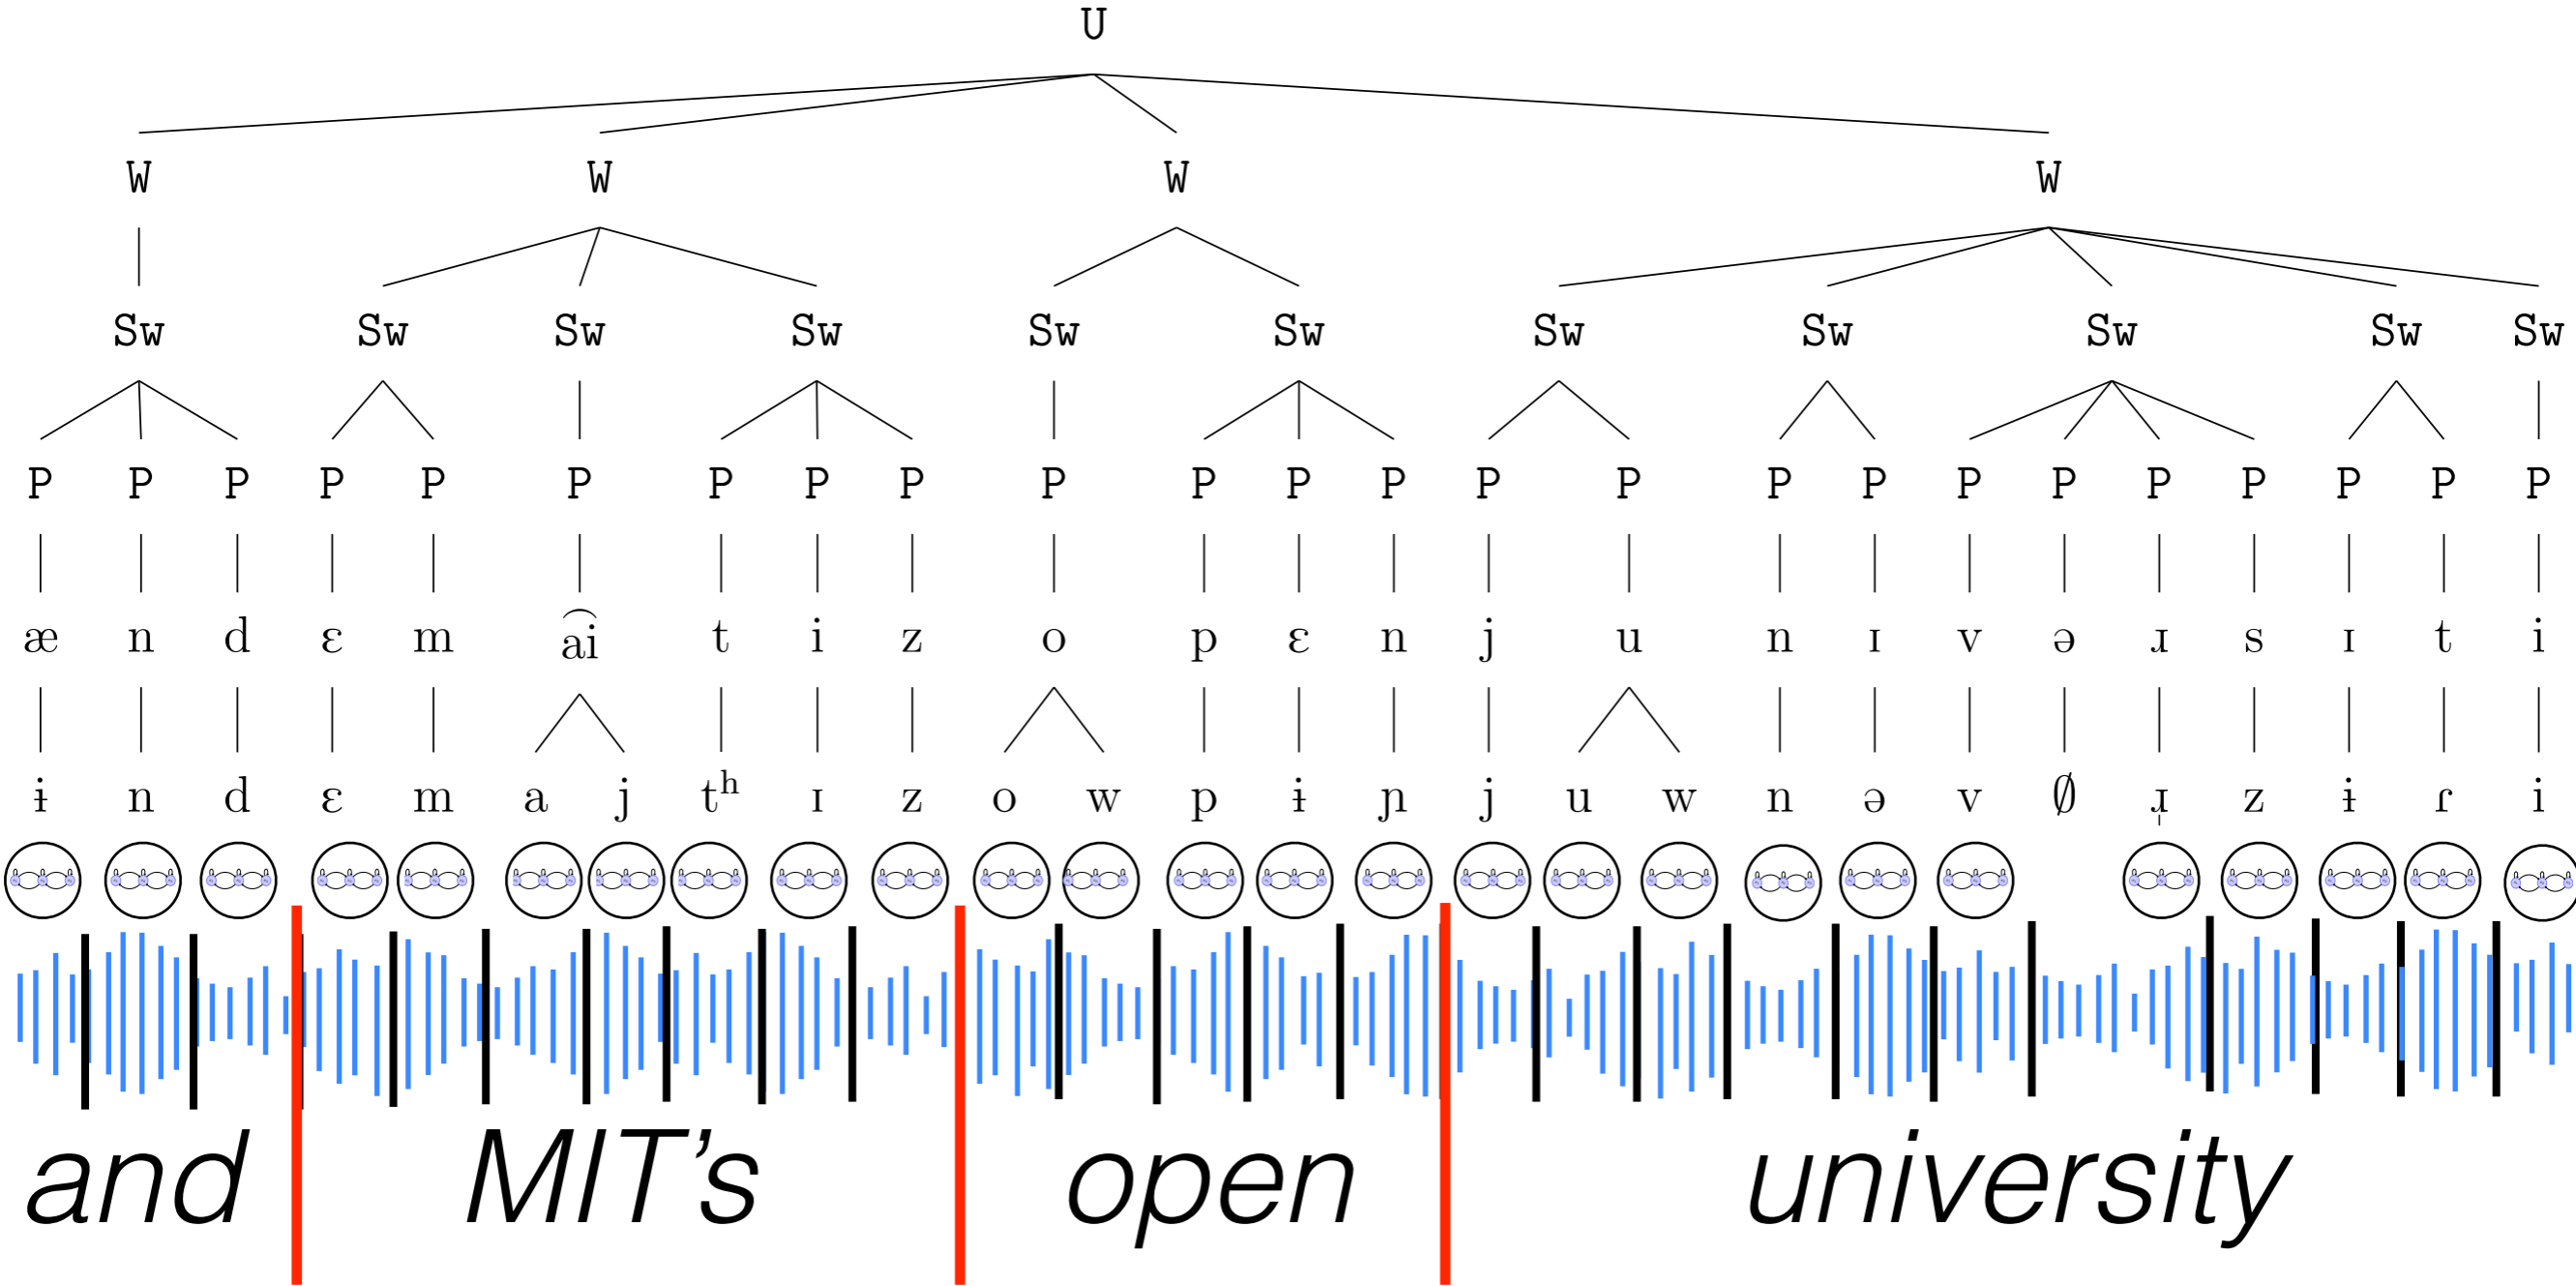 U
W W W W
Sw Sw Sw Sw Sw Sw Sw Sw Sw Sw Sw
P P P P P P P P P P P P P P P P P P P P P P P P
æ n d ɛ m a͡i t i z o p ɛ n j u n ɪ v ə ɹ s ɪ t i
ɨ n d ɛ m a j tʰ ɪ z o w p ɨ ɲ j u w n ə v ∅ ɹ̩ z ɨ ɾ i
and MIT’s open university